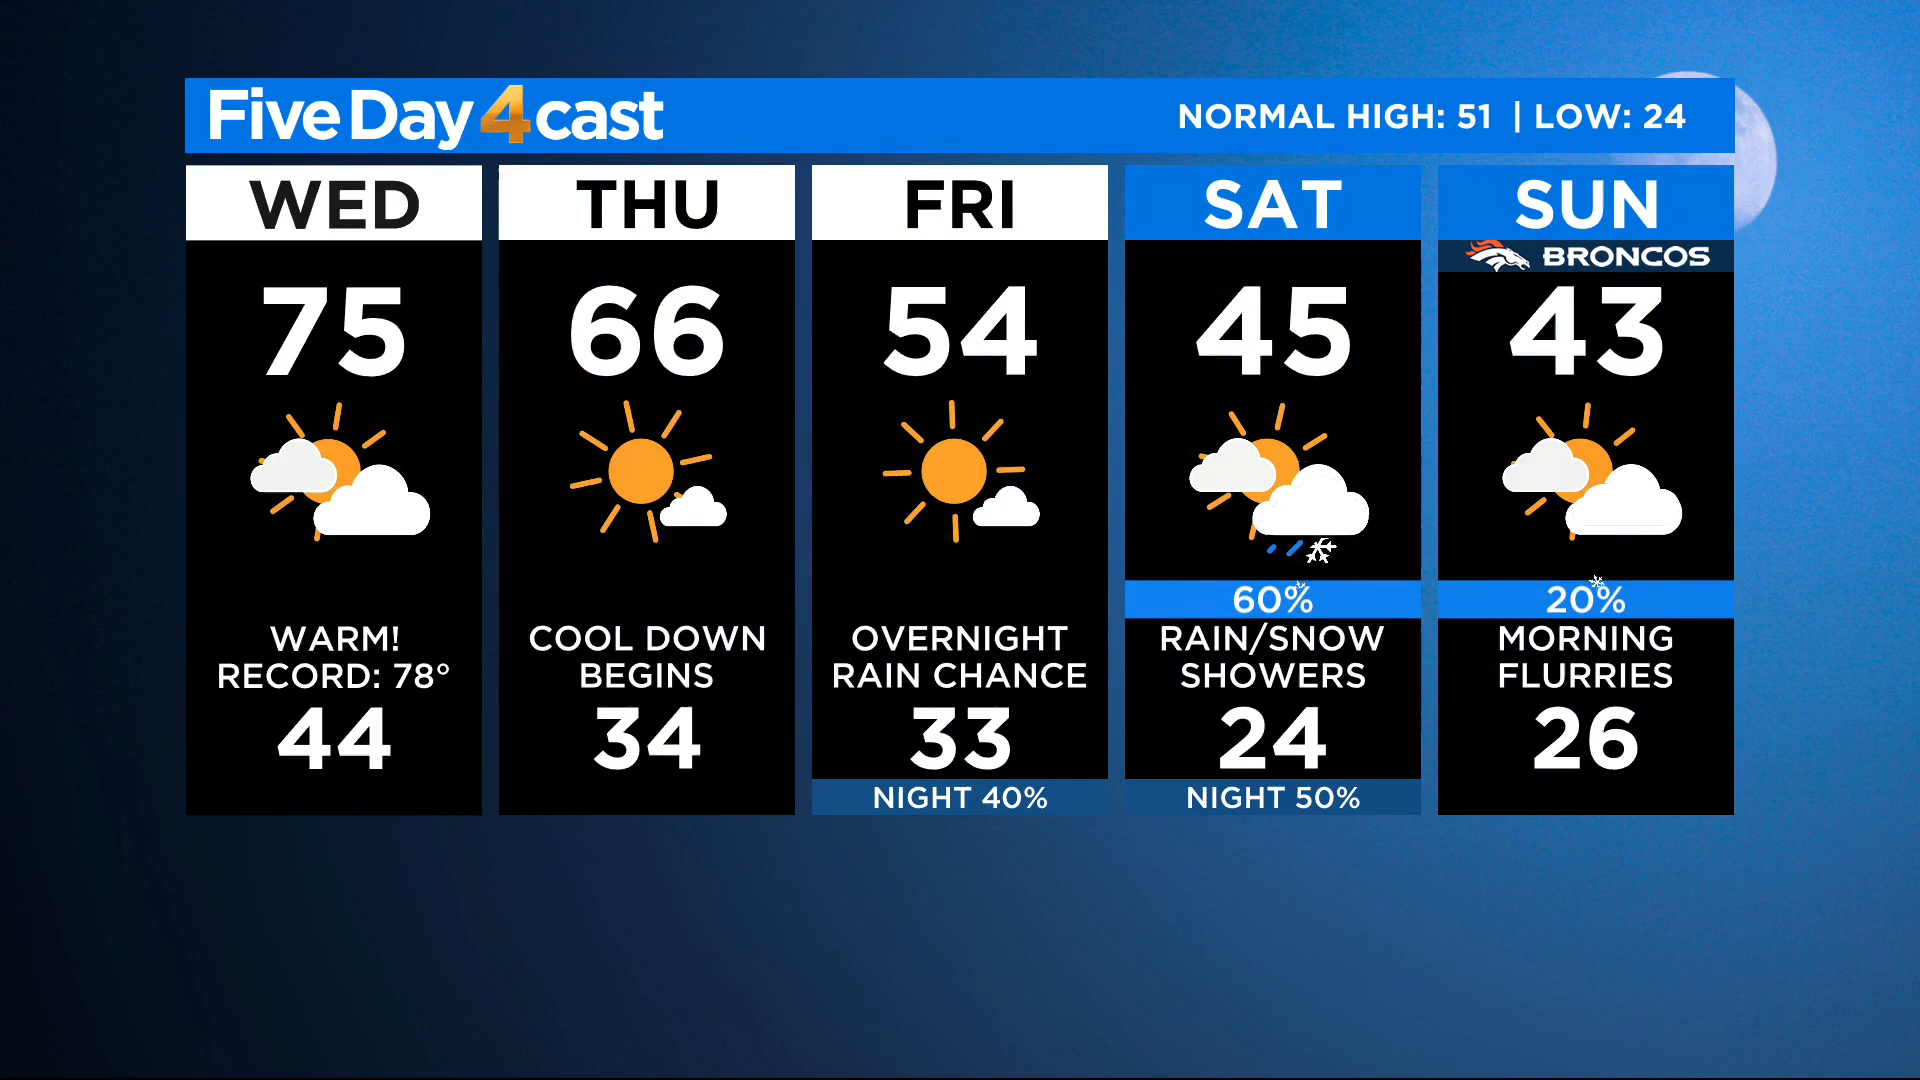 Five Day 4cast
NORMAL HIGH: 51 | LOW: 24
WED
75
WARM!
RECORD: 78°
44
THU
66
COOL DOWN
BEGINS
34
FRI
54
OVERNIGHT
RAIN CHANCE
33
NIGHT 40%
SAT
45
60%
RAIN/SNOW
SHOWERS
24
NIGHT 50%
SUN
BRONCOS
43
20%
MORNING
FLURRIES
26